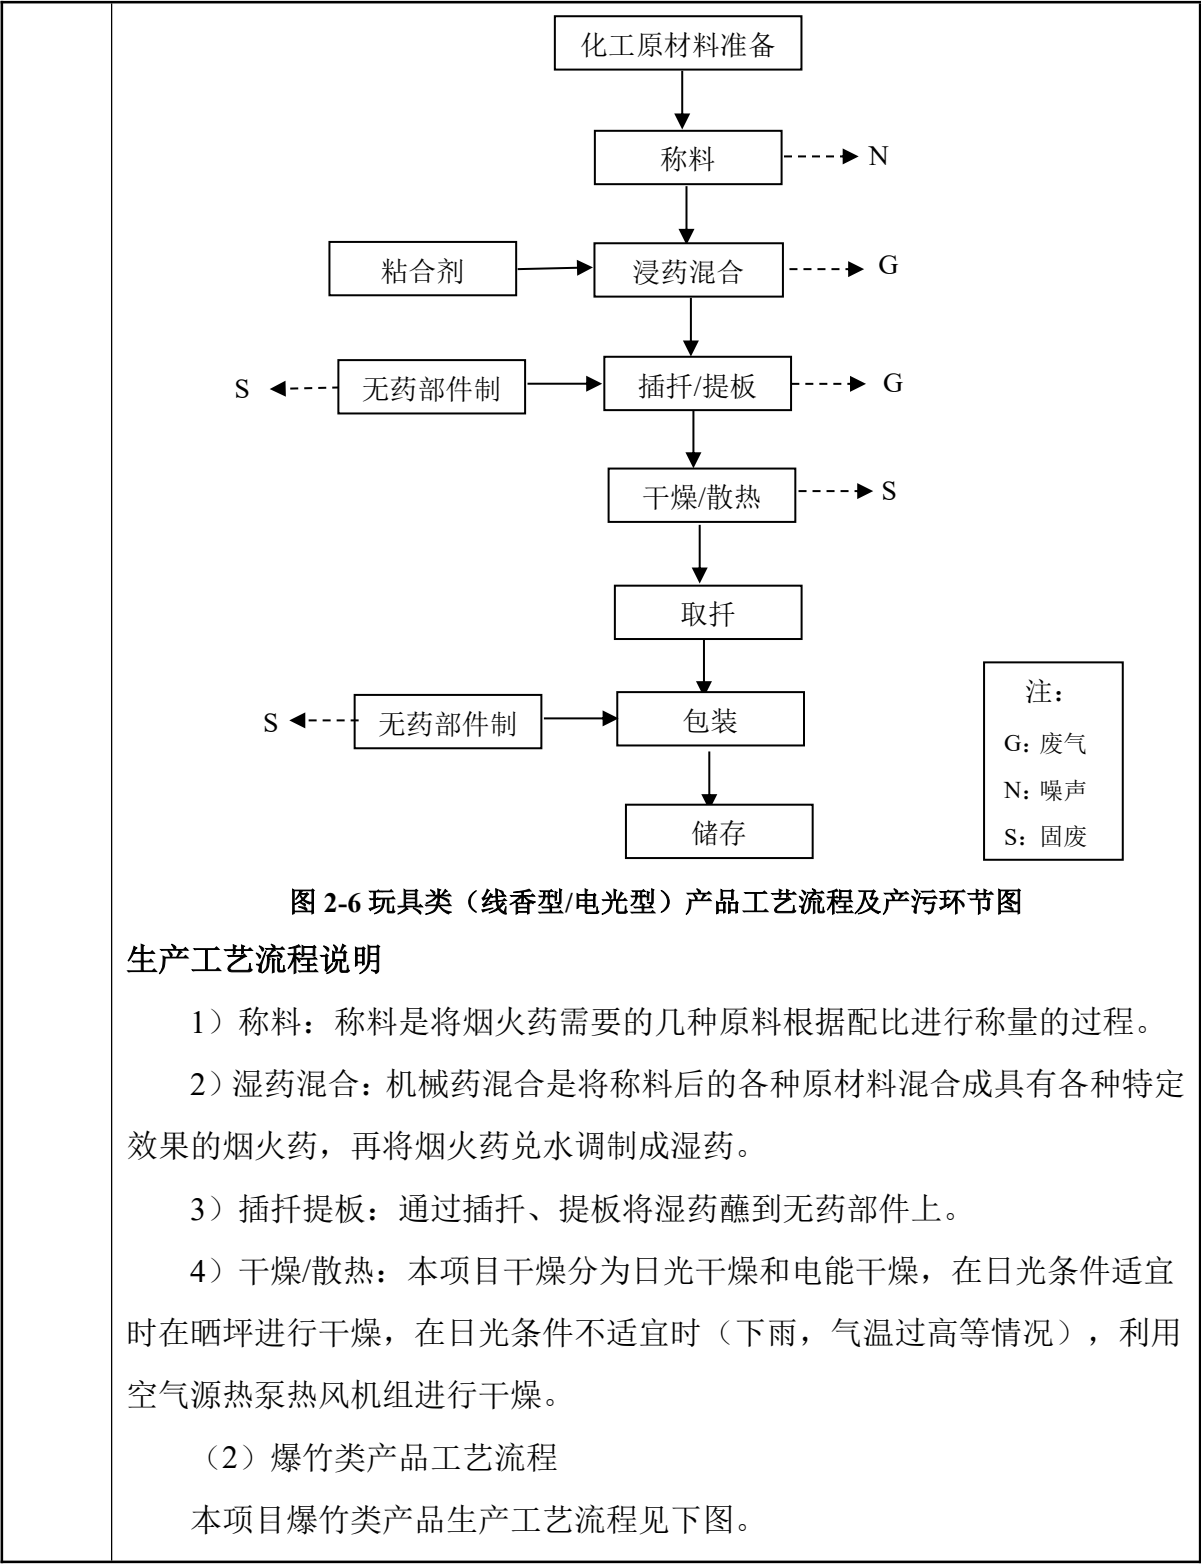 化工原材料准备
称料
N
粘合剂
浸药混合
G
S
无药部件制
插扦/提板
G
干燥/散热
S
取扦
S
无药部件制
包装
储存
注：
G: 废气
N: 噪声
S: 固废
图 2-6 玩具类（线香型/电光型）产品工艺流程及产污环节图
生产工艺流程说明
1）称料：称料是将烟火药需要的几种原料根据配比进行称量的过程。
2）湿药混合：机械药混合是将称料后的各种原材料混合成具有各种特定
效果的烟火药，再将烟火药兑水调制成湿药。
3）插扦提板：通过插扦、提板将湿药蘸到无药部件上。
4）干燥/散热：本项目干燥分为日光干燥和电能干燥，在日光条件适宜
时在晒坪进行干燥，在日光条件不适宜时（下雨，气温过高等情况），利用
空气源热泵热风机组进行干燥。
（2）爆竹类产品工艺流程
本项目爆竹类产品生产工艺流程见下图。